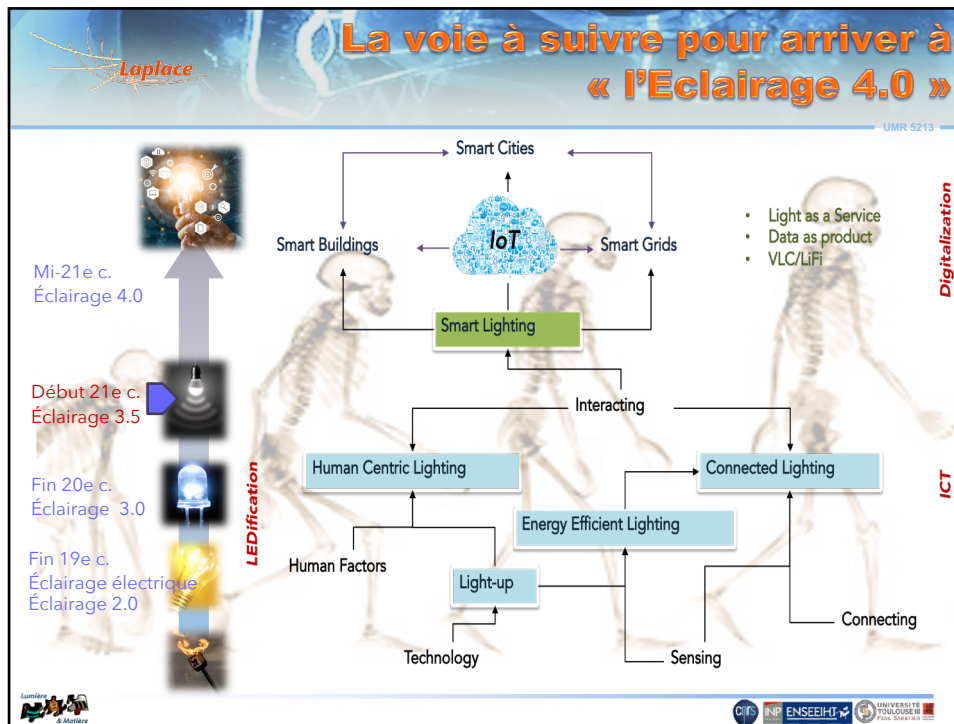 La voie à suivre pour arriver à
« l'Eclairage 4.0 »
Laplace
UMR 5213
Smart Cities
IoT
Smart Buildings
Smart Grids
• Light as a Service
• Data as product
• VLC/LiFi
Digitalization
Mi-21e c.
Éclairage 4.0
Smart Lighting
Début 21e c.
Éclairage 3.5
Interacting
Human Centric Lighting
Connected Lighting
ICT
LEDification
Fin 20e c.
Éclairage 3.0
Energy Efficient Lighting
Fin 19e c.
Éclairage électrique
Éclairage 2.0
Human Factors
Light-up
Connecting
Technology
Sensing
Lumière
& Matière
cnrs
INP
ENSEEIHT
UNIVERSITÉ
TOULOUSE III
PAUL SABATIER